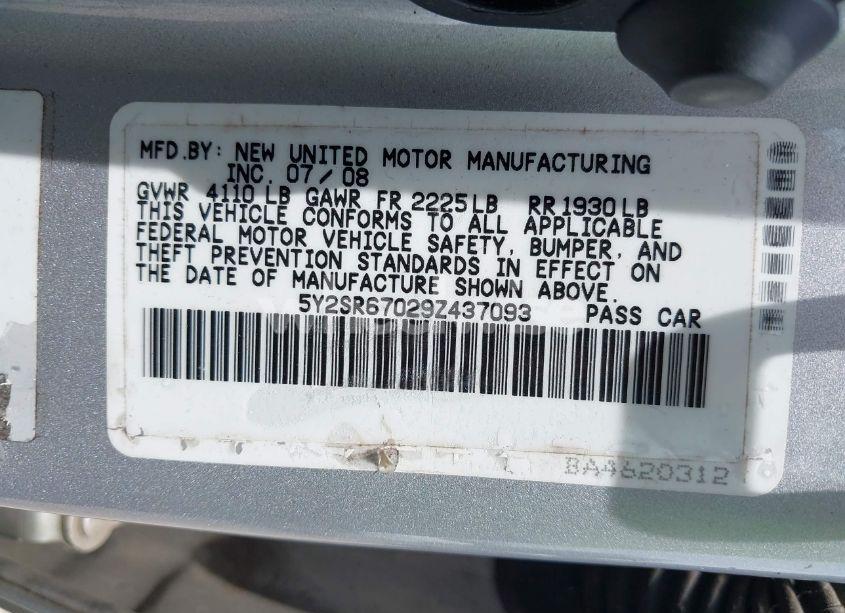 MFD.BY: NEW UNITED MOTOR MANUFACTURING
INC. 07/08
GVWR 4110 LB GAWR FR 2225 LB RR 1930 LB
THIS VEHICLE CONFORMS TO ALL APPLICABLE
FEDERAL MOTOR VEHICLE SAFETY, BUMPER, AND
THEFT PREVENTION STANDARDS IN EFFECT ON
THE DATE OF MANUFACTURE SHOWN ABOVE.
5Y2SR67029Z437093 PASS CAR
BA4620312